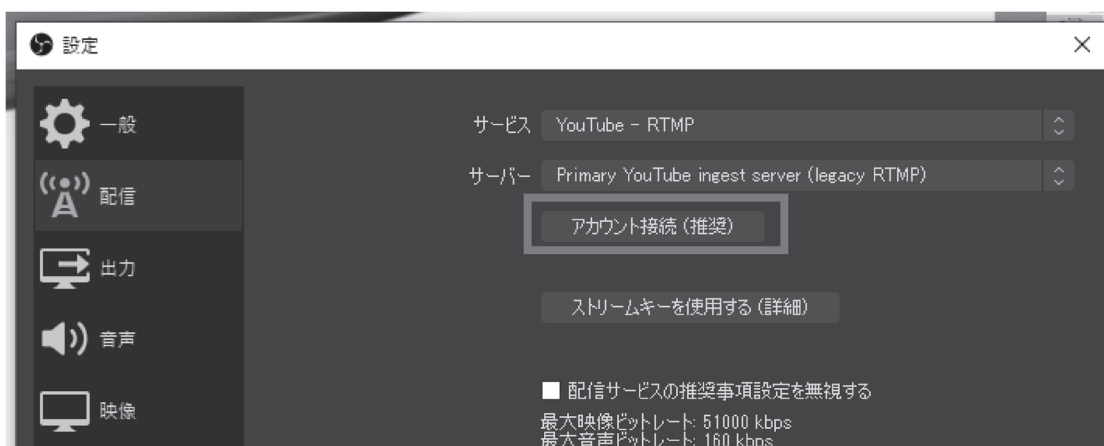 設定
一般
配信
出力
音声
映像
サービス YouTube - RTMP
サーバー Primary YouTube ingest server (legacy RTMP)
アカウント接続 (推奨)
ストリームキーを使用する (詳細)
配信サービスの推奨事項設定を無視する
最大映像ビットレート: 51000 kbps
最大音声ビットレート: 160 kbps